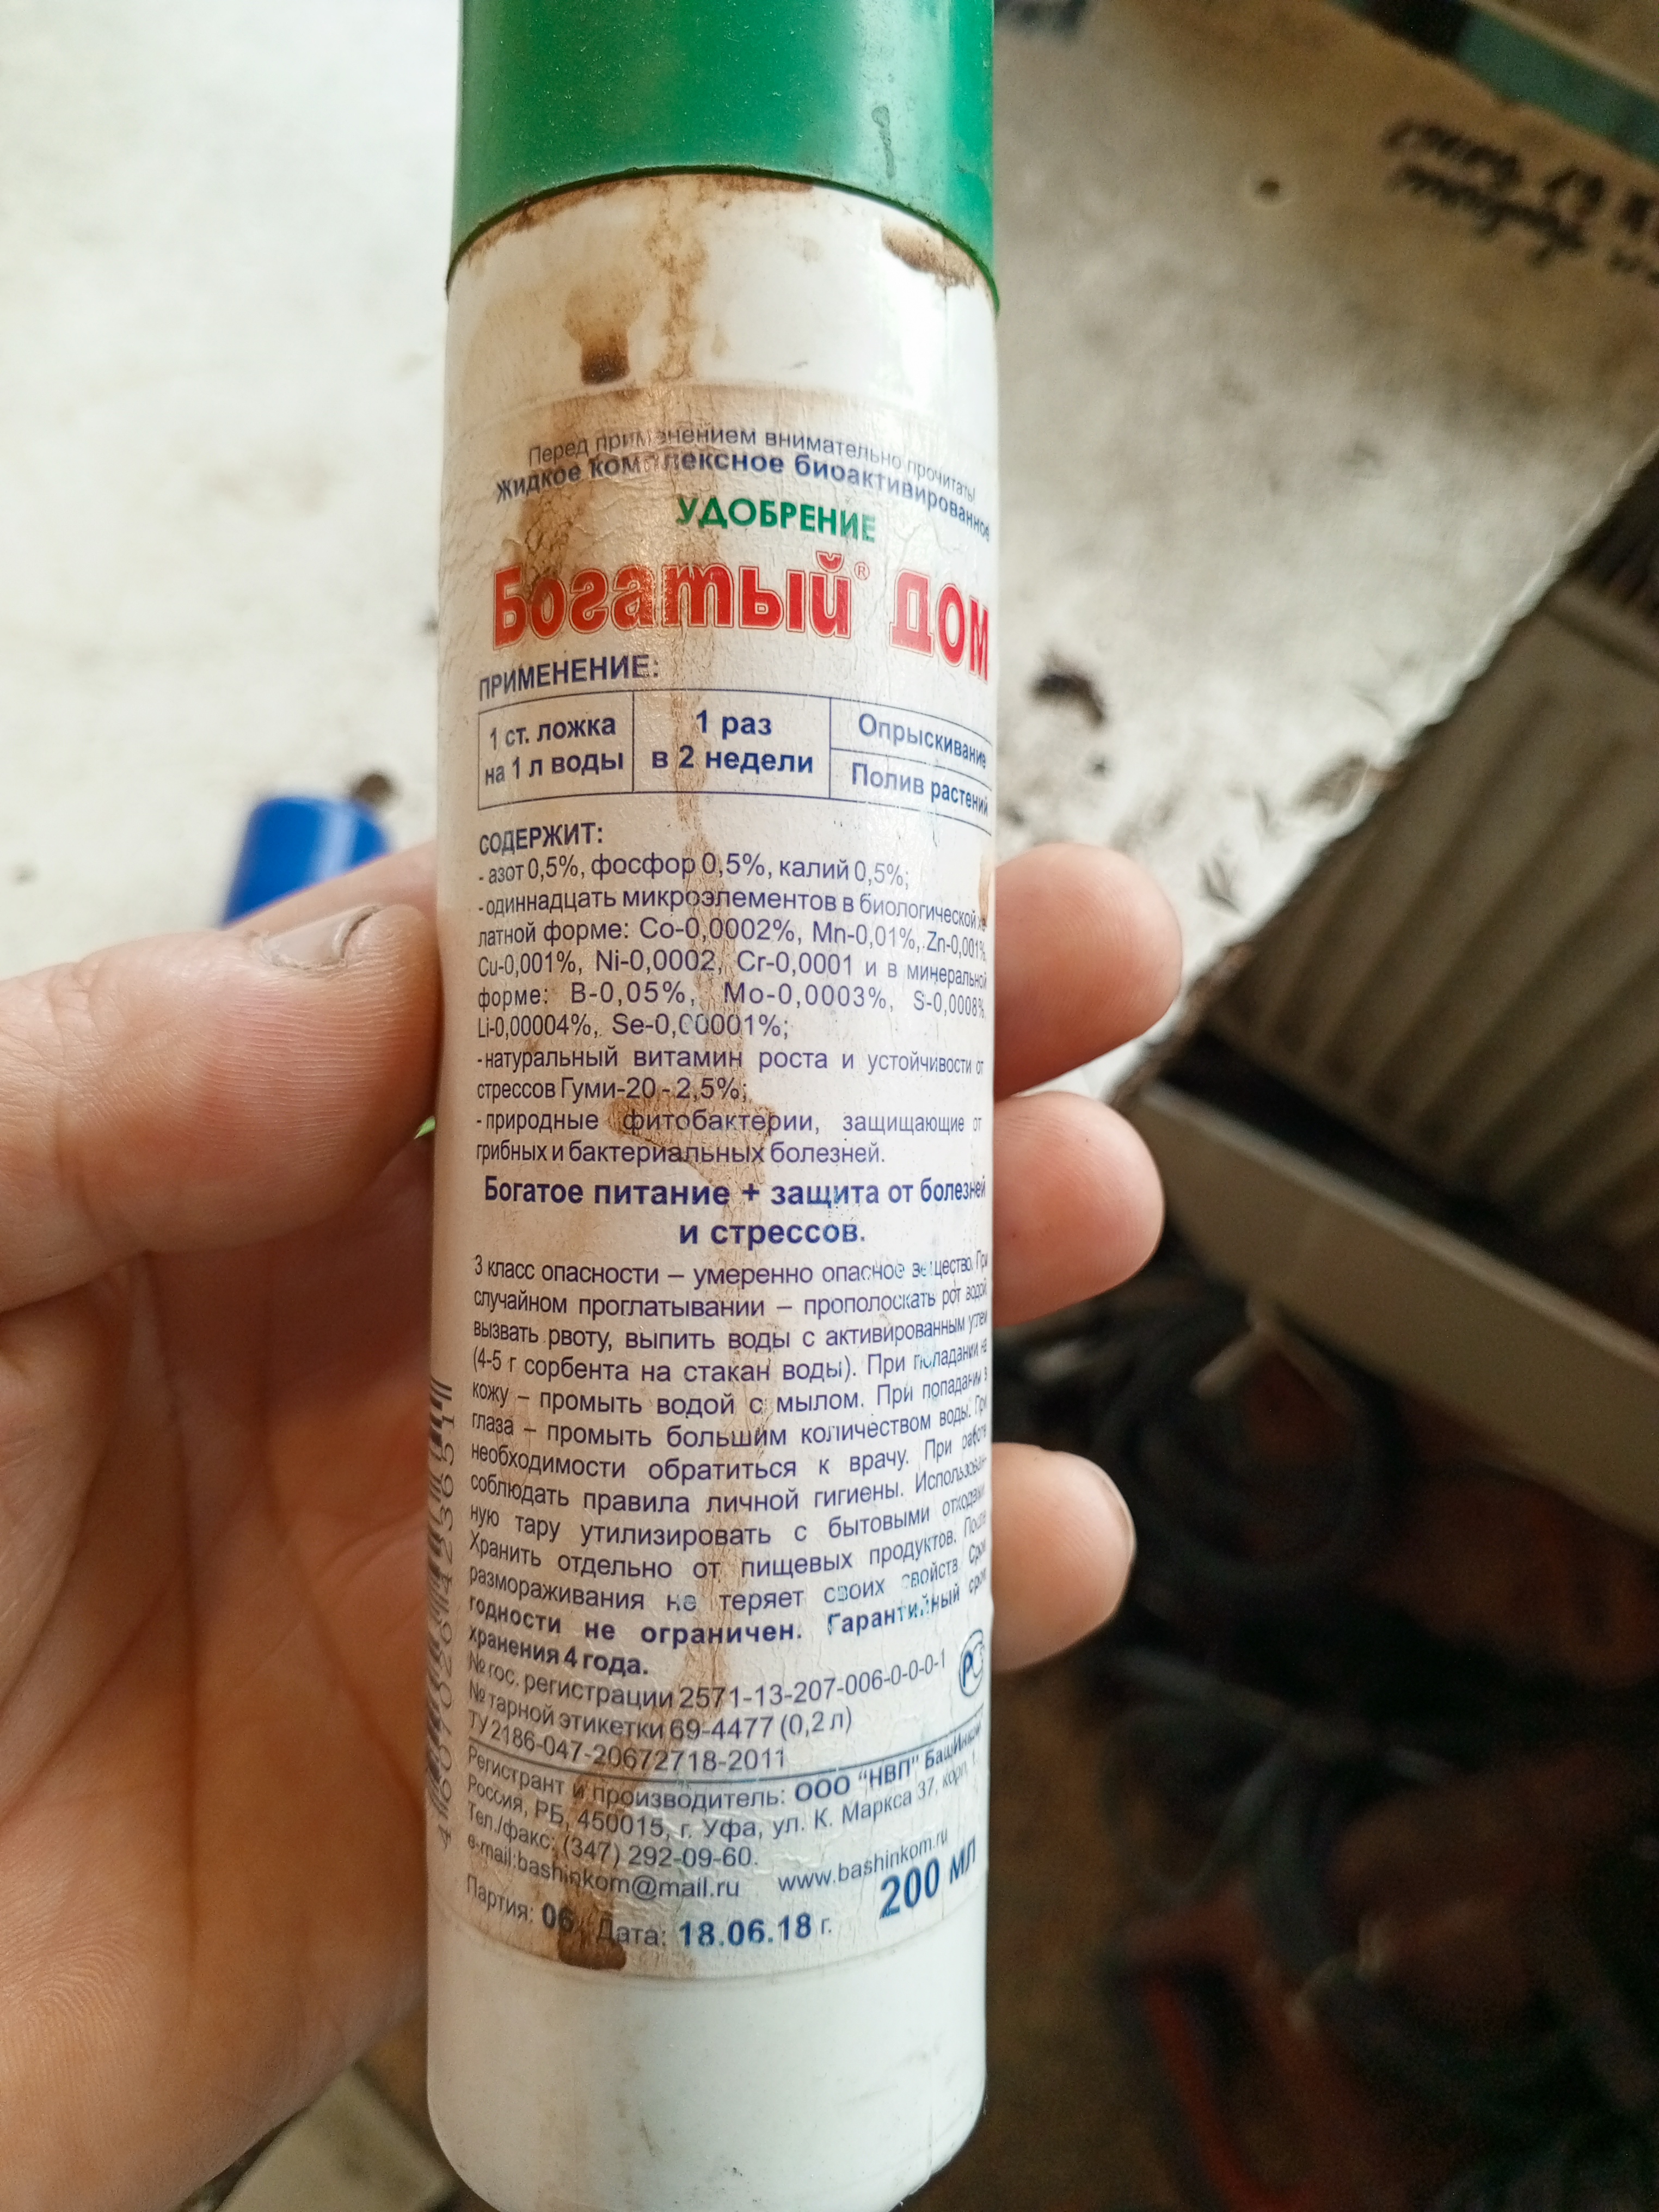 Перед применением внимательно прочитать!
Жидкое комплексное биоактивированное
УДОБРЕНИЕ
Богатый® ДОМ
ПРИМЕНЕНИЕ:
1 ст. ложка
на 1 л воды
1 раз
в 2 недели
Опрыскивание
Полив растений
СОДЕРЖИТ:
- азот 0,5%, фосфор 0,5%, калий 0,5%;
- одиннадцать микроэлементов в биологической хе-
латной форме: Co-0,0002%, Mn-0,01%, Zn-0,001%,
Cu-0,001%, Ni-0,0002, Cr-0,0001 и в минеральной
форме: B-0,05%, Mo-0,0003%, S-0,0008%,
Li-0,00004%, Se-0,00001%;
- натуральный витамин роста и устойчивости от
стрессов Гуми-20 - 2,5%;
- природные фитобактерии, защищающие от
грибных и бактериальных болезней.
Богатое питание + защита от болезней
и стрессов.
3 класс опасности – умеренно опасное вещество. При
случайном проглатывании – прополоскать рот водой,
вызвать рвоту, выпить воды с активированным углем
(4-5 г сорбента на стакан воды). При попадании на
кожу – промыть водой с мылом. При попадании в
глаза – промыть большим количеством воды. При
необходимости обратиться к врачу. При работе
соблюдать правила личной гигиены. Использован-
ную тару утилизировать с бытовыми отходами.
Хранить отдельно от пищевых продуктов. После
размораживания не теряет своих свойств. Срок
годности не ограничен. Гарантийный срок
хранения 4 года.
№ гос. регистрации 2571-13-207-006-0-0-0-1
№ тарной этикетки 69-4477 (0,2 л)
ТУ 2186-047-20672718-2011
Регистрант и производитель: ООО "НВП" БашИнком"
Россия, РБ, 450015, г. Уфа, ул. К. Маркса 37, корп. 1,
Тел./факс: (347) 292-09-60.
e-mail:bashinkom@mail.ru www.bashinkom.ru
Партия: 06 Дата: 18.06.18 г. 200 мл